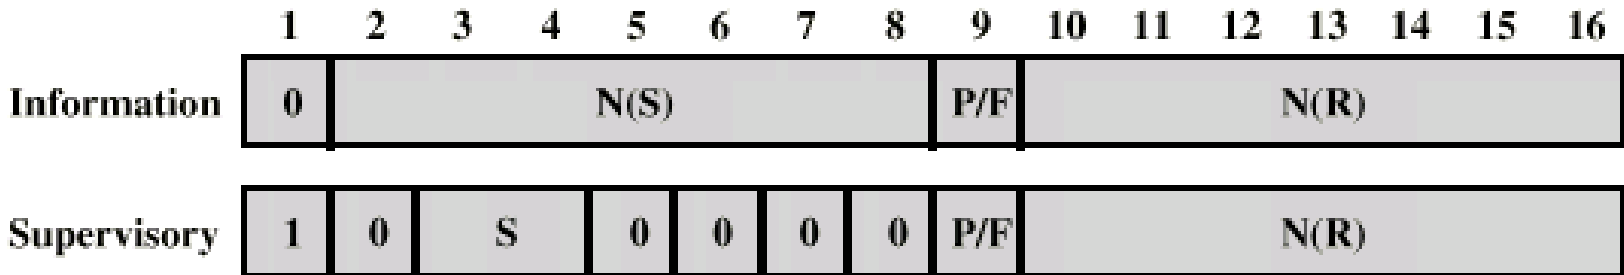 1 2 3 4 5 6 7 8 9 10 11 12 13 14 15 16
Information 0 N(S) P/F N(R)
Supervisory 1 0 S 0 0 0 0 P/F N(R)